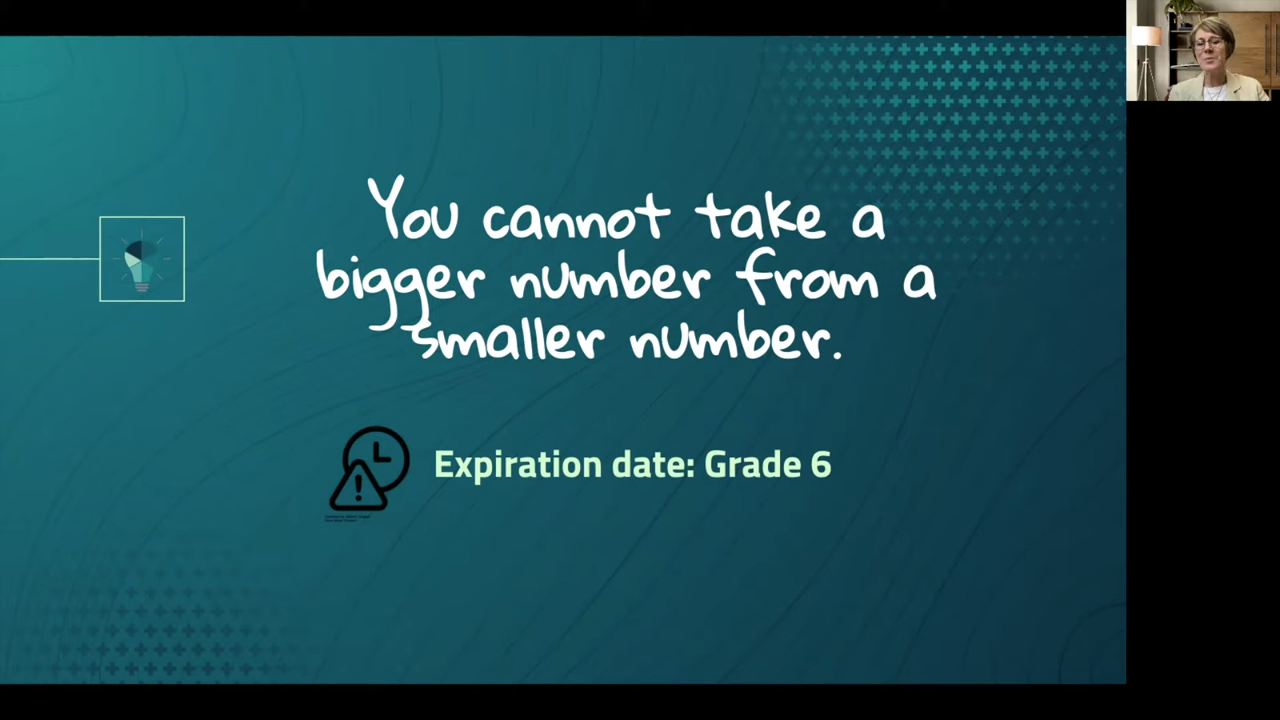 You cannot take a
bigger number from a
smaller number.
Expiration date: Grade 6